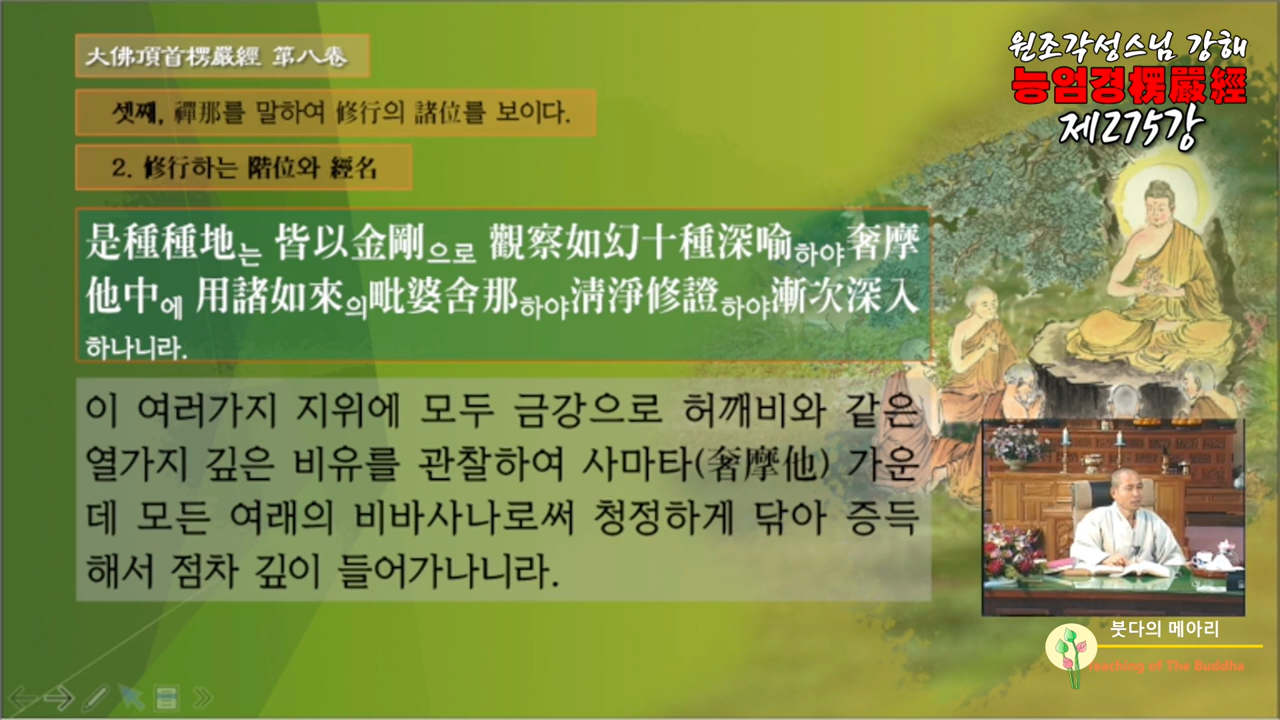 大佛頂首楞嚴經 第八卷
셋째, 禪那를 말하여 修行의 諸位를 보이다.
2. 修行하는 階位와 經名
是種種地는 皆以金剛으로 觀察如幻十種深喩하야奢摩
他中에 用諸如來의毗婆舍那하야淸淨修證하야漸次深入
하나니라.
이 여러가지 지위에 모두 금강으로 허깨비와 같은
열가지 깊은 비유를 관찰하여 사마타(奢摩他) 가운
데 모든 여래의 비바사나로써 청정하게 닦아 증득
해서 점차 깊이 들어가나니라.
원조각성스님 강해
능엄경楞嚴經
제275강
붓다의 메아리
Teaching of The Buddha